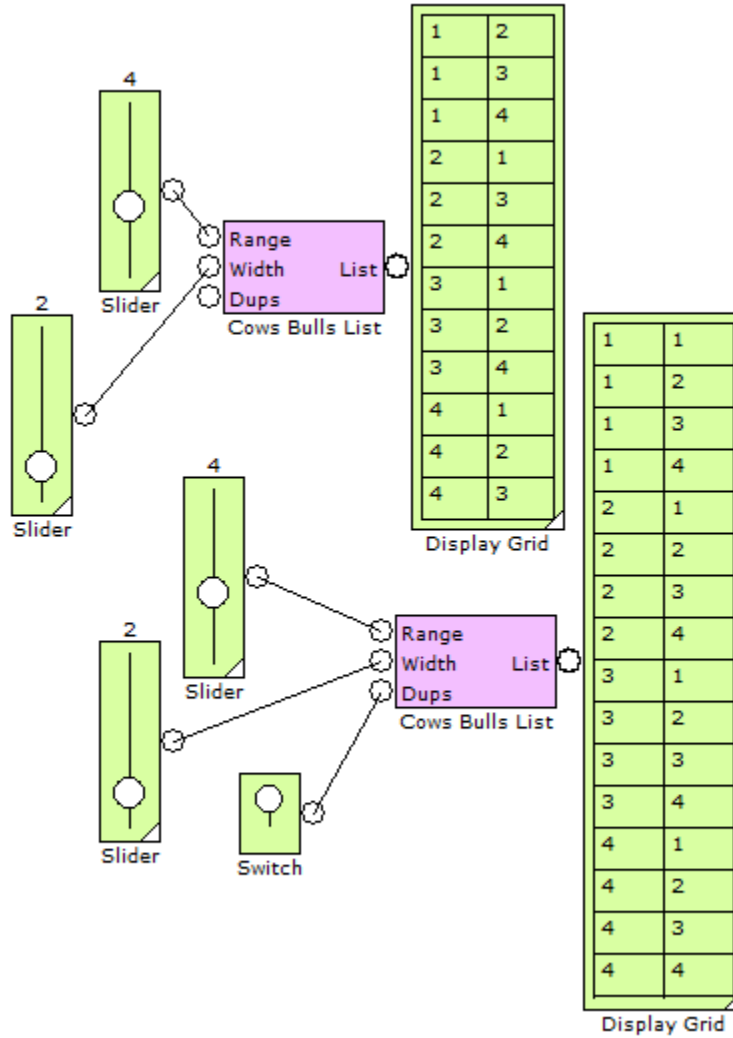 4
Slider
2
Slider
Range
Width List
Dups
Cows Bulls List
1 2
1 3
1 4
2 1
2 3
2 4
3 1
3 2
3 4
4 1
4 2
4 3
Display Grid
4
Slider
2
Slider
Switch
Range
Width List
Dups
Cows Bulls List
1 1
1 2
1 3
1 4
2 1
2 2
2 3
2 4
3 1
3 2
3 3
3 4
4 1
4 2
4 3
4 4
Display Grid